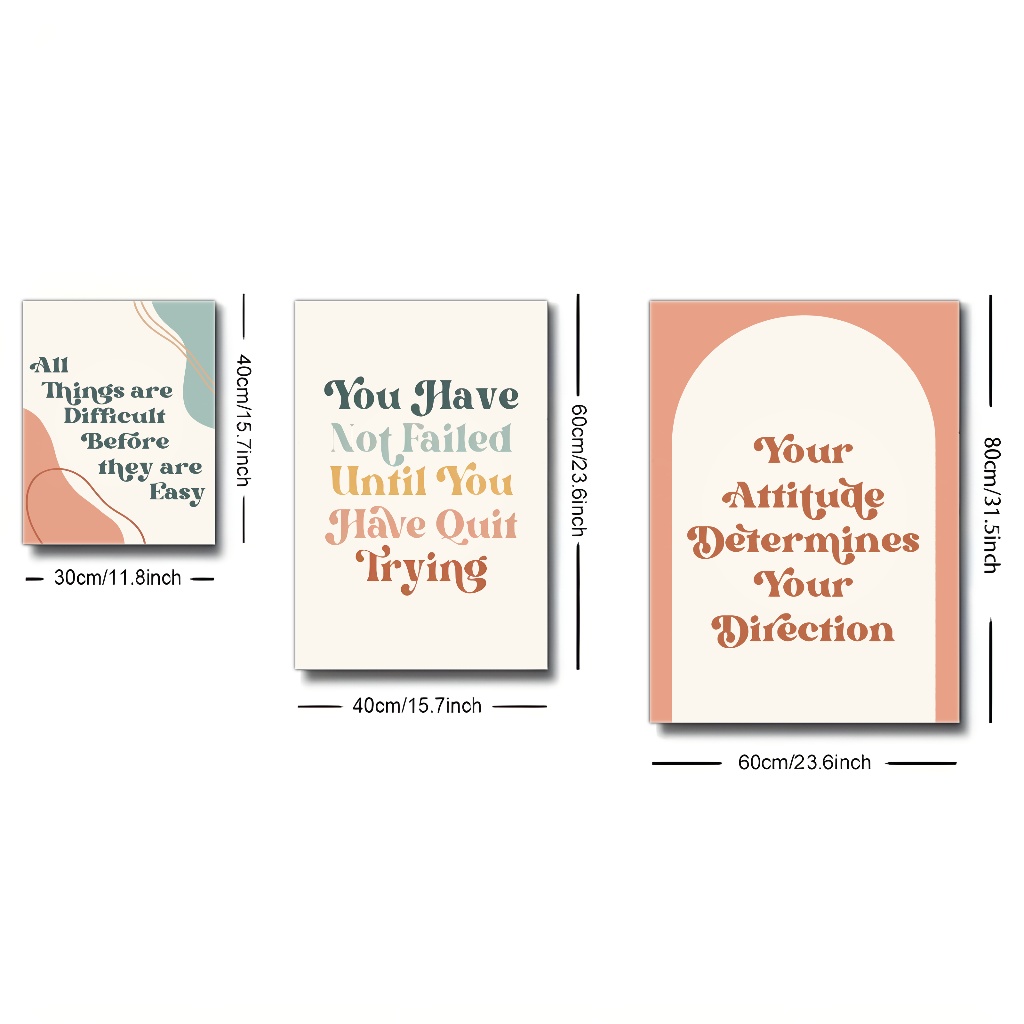 All
Things are
Difficult
Before
they are
Easy
40cm/15.7inch
30cm/11.8inch
You Have
Not Failed
Until You
Have Quit
Trying
60cm/23.6inch
40cm/15.7inch
Your
Attitude
Determines
Your
Direction
80cm/31.5inch
60cm/23.6inch